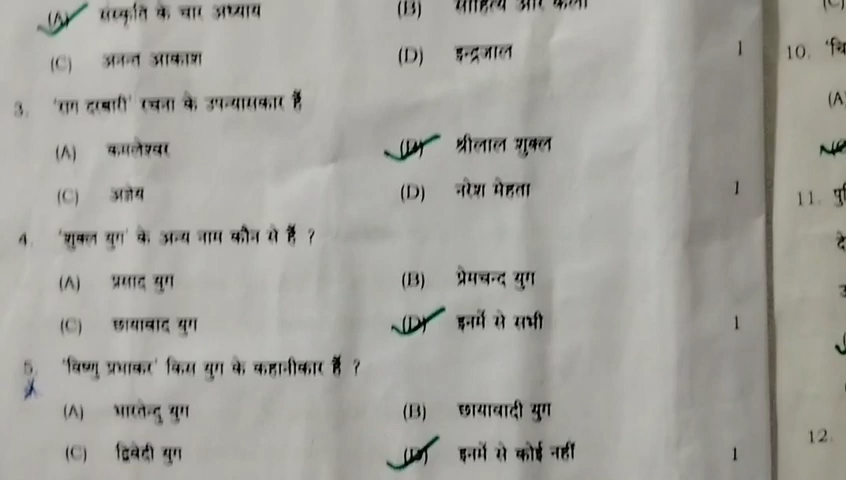 (A) संस्कृति के चार अध्याय (B) साहित्य और कला
(C) अनन्त आकाश (D) इन्द्रजाल 1
3. 'राग दरबारी' रचना के उपन्यासकार हैं
(A) कमलेश्वर (B) श्रीलाल शुक्ल
(C) अज्ञेय (D) नरेश मेहता 1
4. 'शुक्ल युग' के अन्य नाम कौन से हैं ?
(A) प्रसाद युग (B) प्रेमचन्द युग
(C) छायावाद युग (D) इनमें से सभी 1
5. 'विष्णु प्रभाकर' किस युग के कहानीकार हैं ?
(A) भारतेन्दु युग (B) छायावादी युग
(C) द्विवेदी युग (D) इनमें से कोई नहीं 1
10.
(A
11.
12.